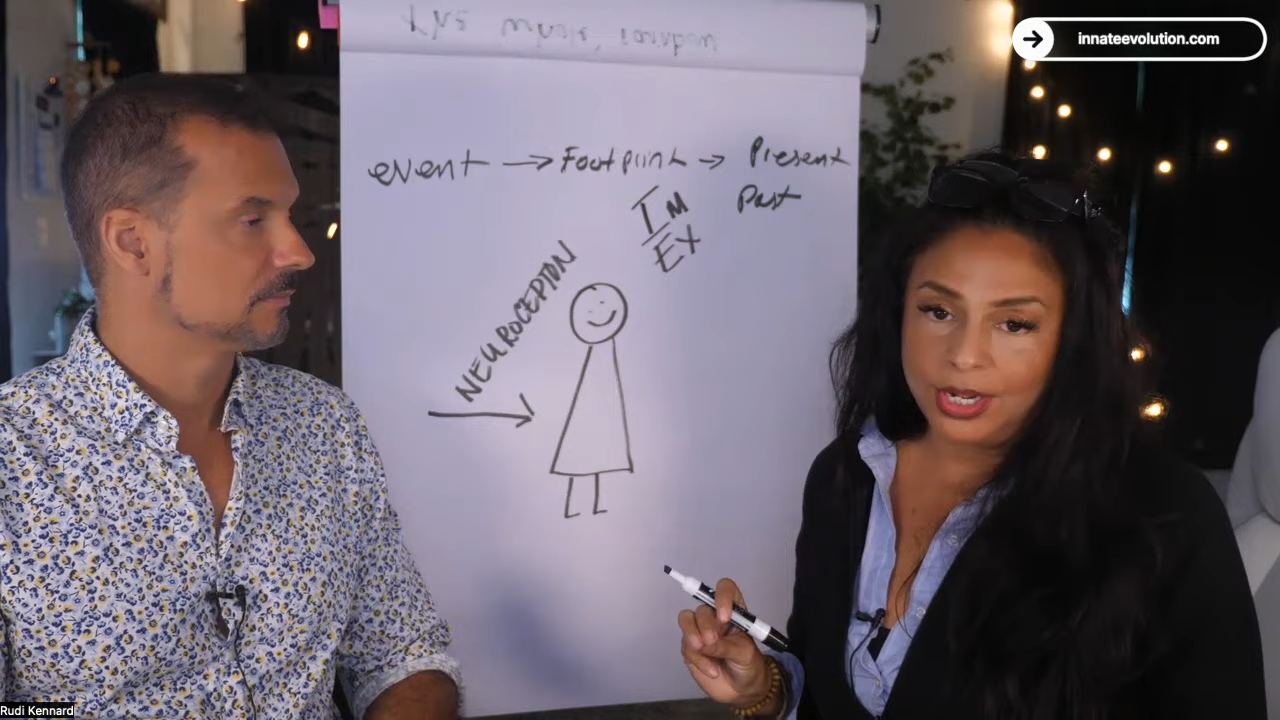 innateevolution.com
event → Footprint → Present
Past
IM
EX
NEUROCEPTION
Rudi Kennard